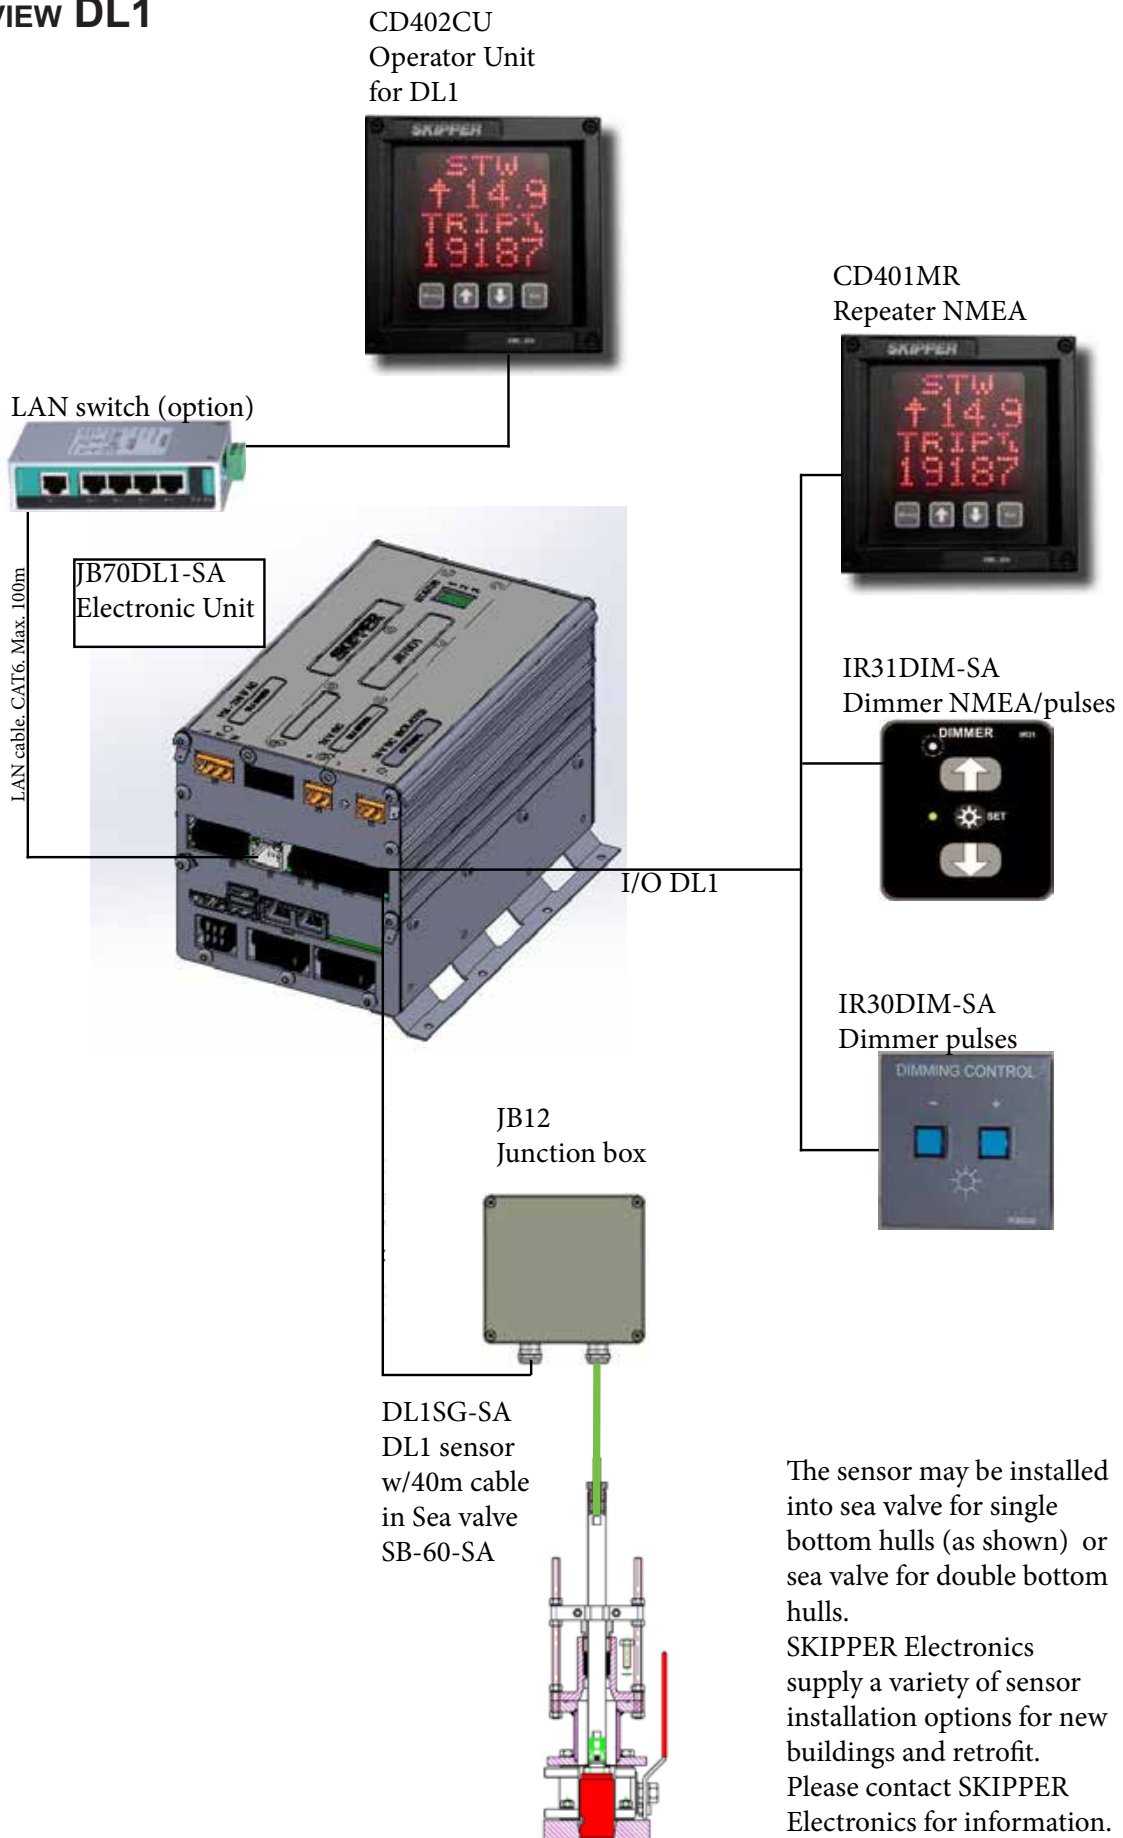 VIEW DL1
CD402CU
Operator Unit
for DL1
SKIPPER
STW
↑14.9
TRIP
19187
CD401MR
Repeater NMEA
SKIPPER
STW
↑14.9
TRIP
19187
LAN switch (option)
LAN cable. CAT6. Max. 100m
JB70DL1-SA
Electronic Unit
SKIPPER
JB70D1
I/O DL1
IR31DIM-SA
Dimmer NMEA/pulses
DIMMER
IR31
SET
IR30DIM-SA
Dimmer pulses
DIMMING CONTROL
- +
JB12
Junction box
DL1SG-SA
DL1 sensor
w/40m cable
in Sea valve
SB-60-SA
The sensor may be installed
into sea valve for single
bottom hulls (as shown) or
sea valve for double bottom
hulls.
SKIPPER Electronics
supply a variety of sensor
installation options for new
buildings and retrofit.
Please contact SKIPPER
Electronics for information.